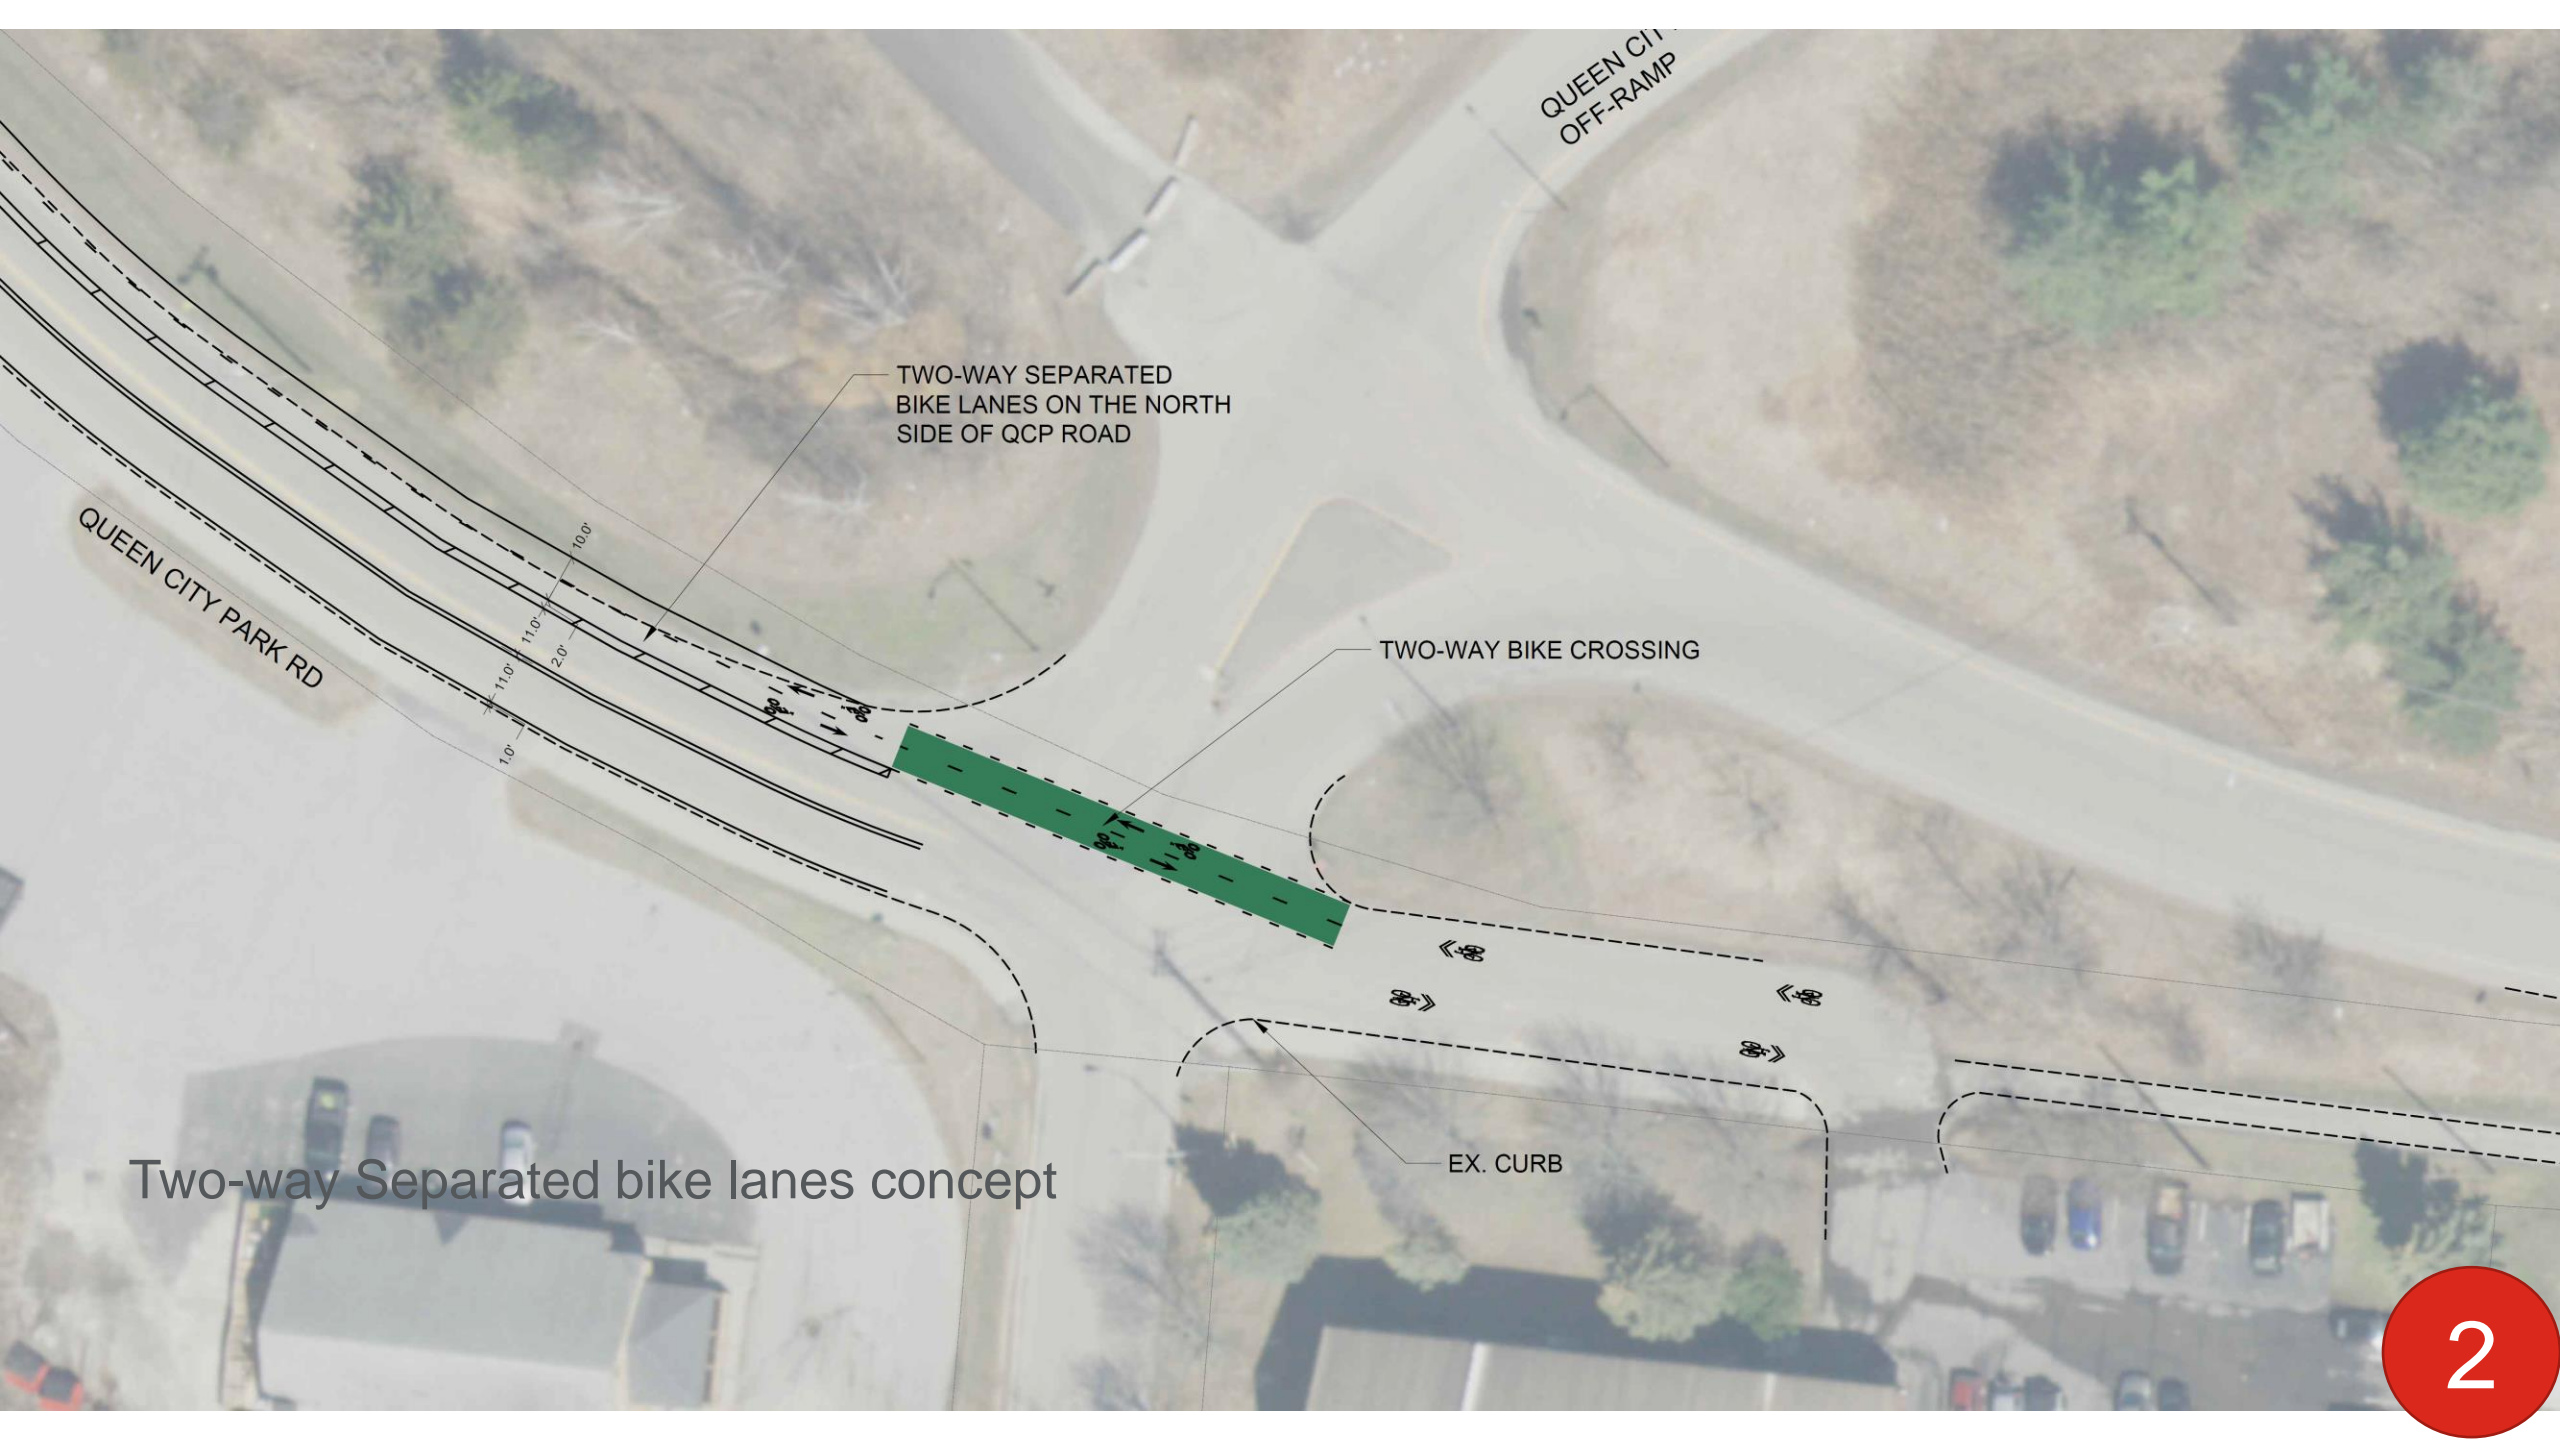 QUEEN CITY
OFF-RAMP
TWO-WAY SEPARATED
BIKE LANES ON THE NORTH
SIDE OF QCP ROAD
QUEEN CITY PARK RD
10.0'
11.0'
2.0'
11.0'
1.0'
TWO-WAY BIKE CROSSING
EX. CURB
Two-way Separated bike lanes concept
2